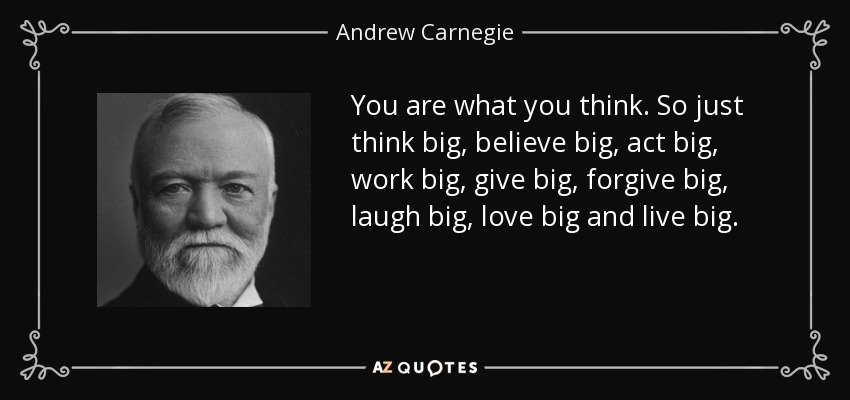 Andrew Carnegie
You are what you think. So just
think big, believe big, act big,
work big, give big, forgive big,
laugh big, love big and live big.
AZ QUOTES